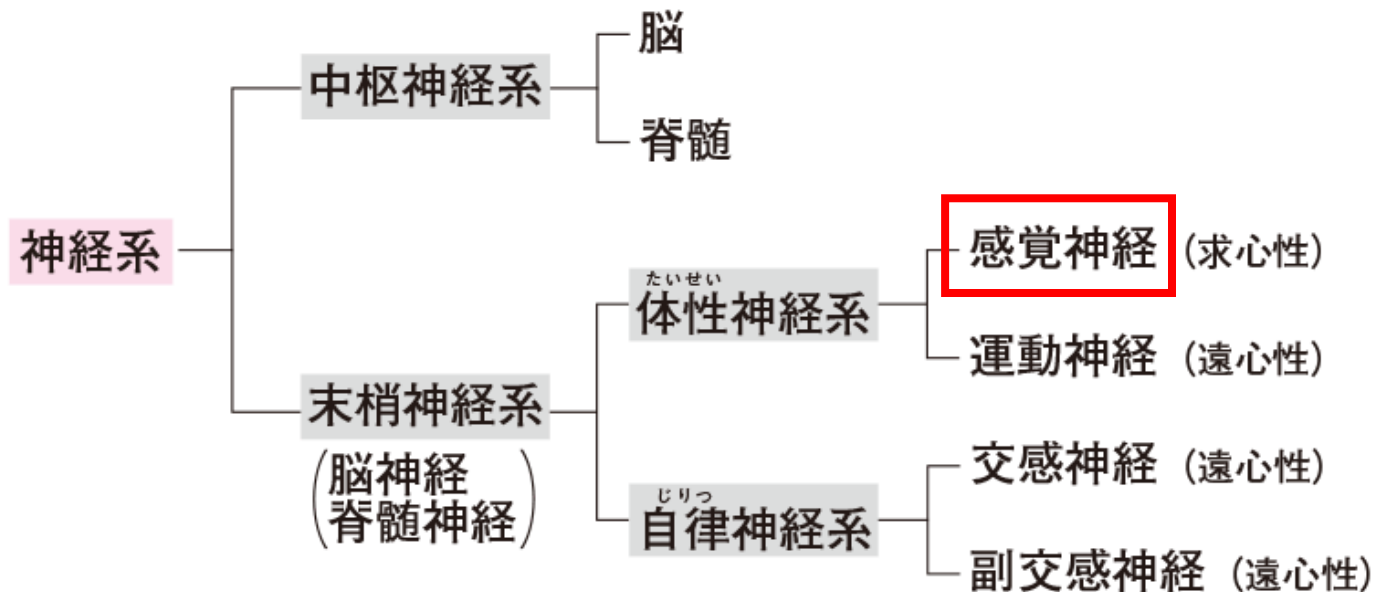 脳
中枢神経系
脊髄
神経系
感覚神経(求心性)
たいせい
体性神経系
運動神経(遠心性)
末梢神経系
(脳神経
脊髄神経)
交感神経(遠心性)
じりつ
自律神経系
副交感神経(遠心性)